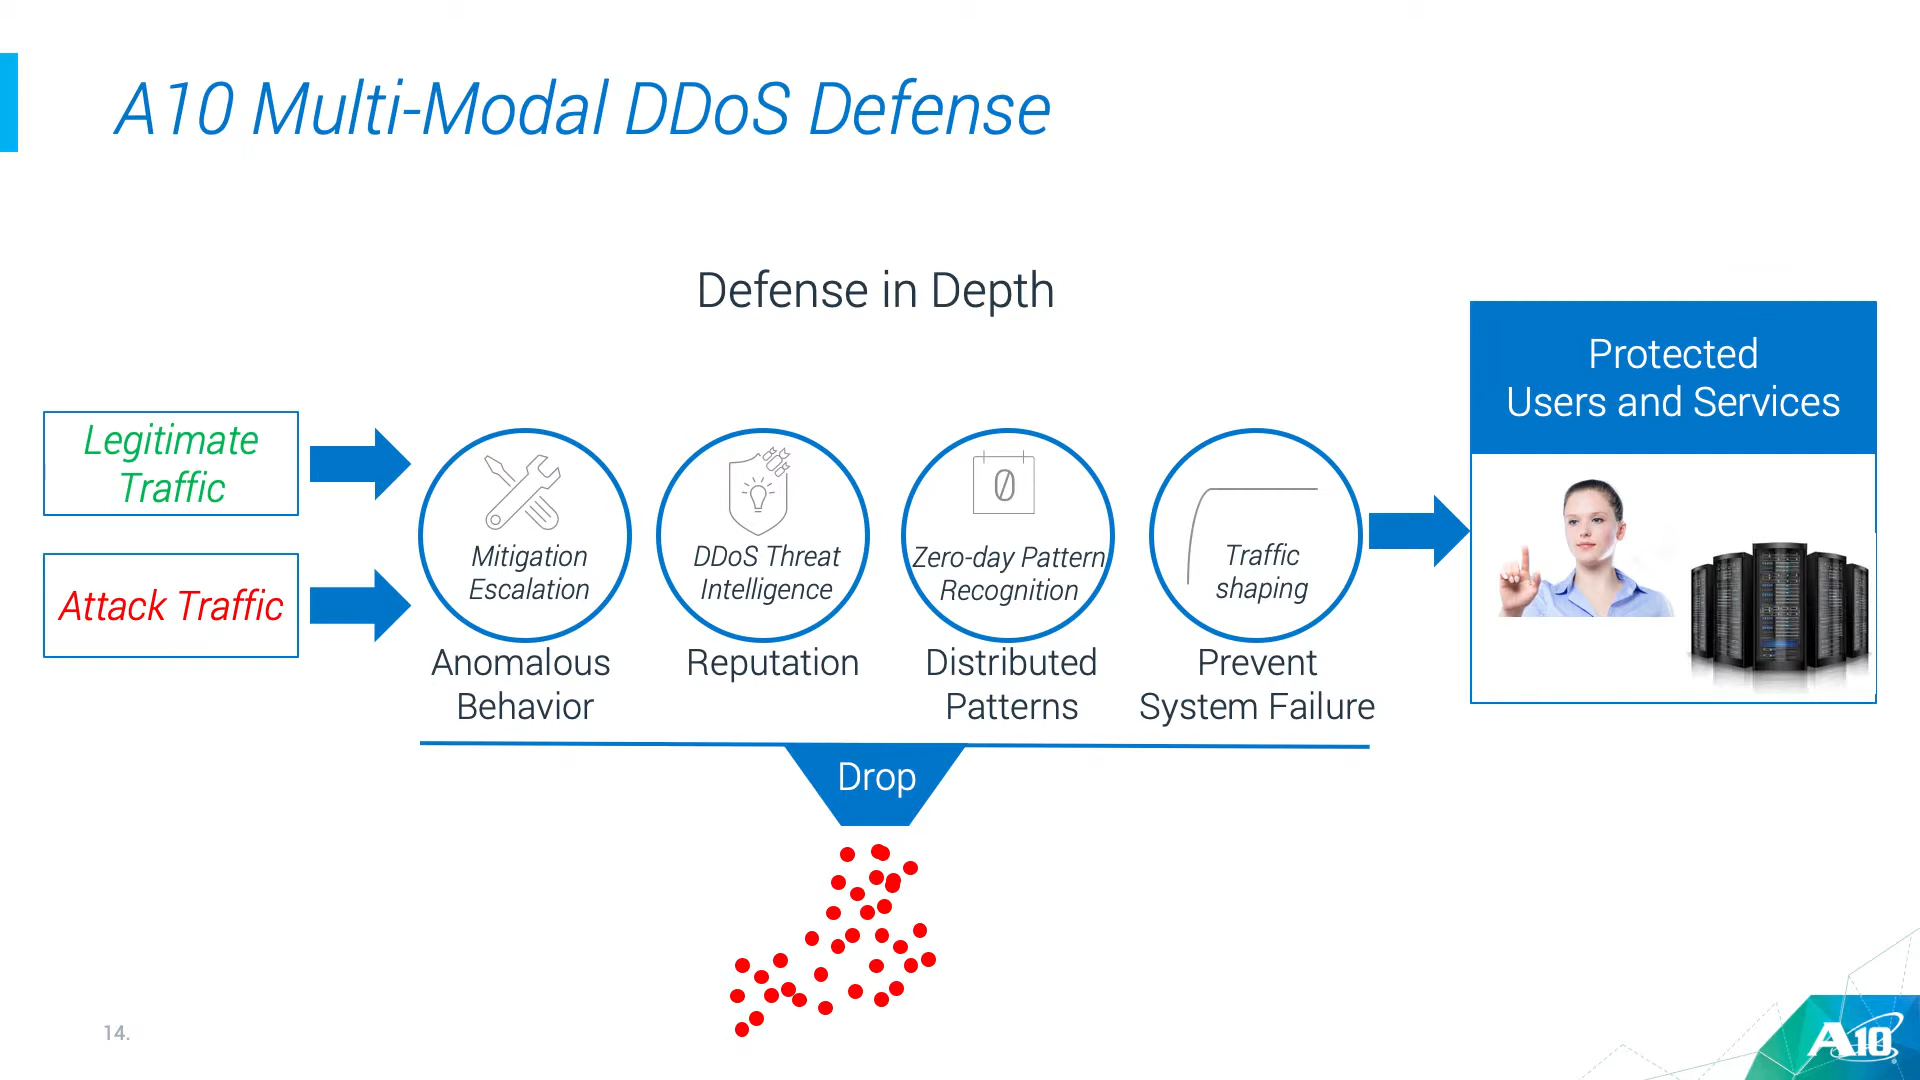 A10 Multi-Modal DDoS Defense
Defense in Depth
Legitimate
Traffic
Attack Traffic
Mitigation
Escalation
Anomalous
Behavior
DDoS Threat
Intelligence
Reputation
0
Zero-day Pattern
Recognition
Distributed
Patterns
Traffic
shaping
Prevent
System Failure
Protected
Users and Services
Drop
14.
A10